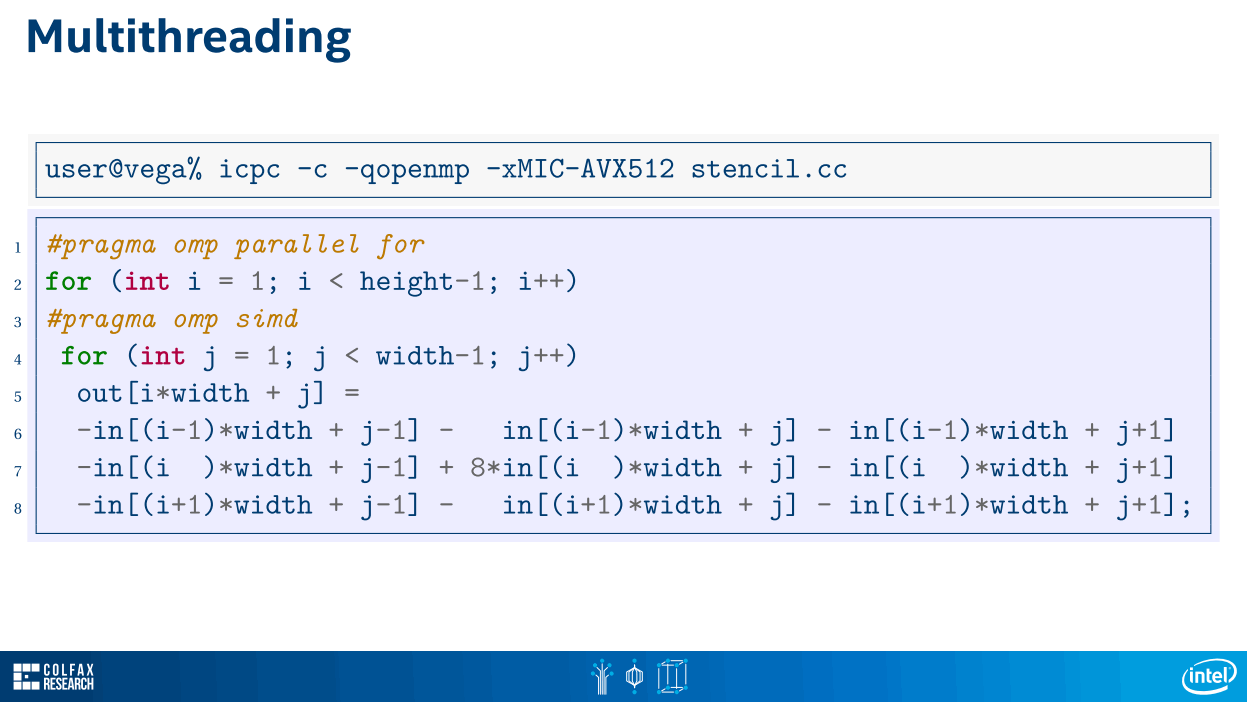 Multithreading
user@vega% icpc -c -qopenmp -xMIC-AVX512 stencil.cc
1 #pragma omp parallel for
2 for (int i = 1; i < height-1; i++)
3 #pragma omp simd
4  for (int j = 1; j < width-1; j++)
5   out[i*width + j] =
6   -in[(i-1)*width + j-1] -   in[(i-1)*width + j] - in[(i-1)*width + j+1]
7   -in[(i  )*width + j-1] + 8*in[(i  )*width + j] - in[(i  )*width + j+1]
8   -in[(i+1)*width + j-1] -   in[(i+1)*width + j] - in[(i+1)*width + j+1];
COLFAX
RESEARCH
intel